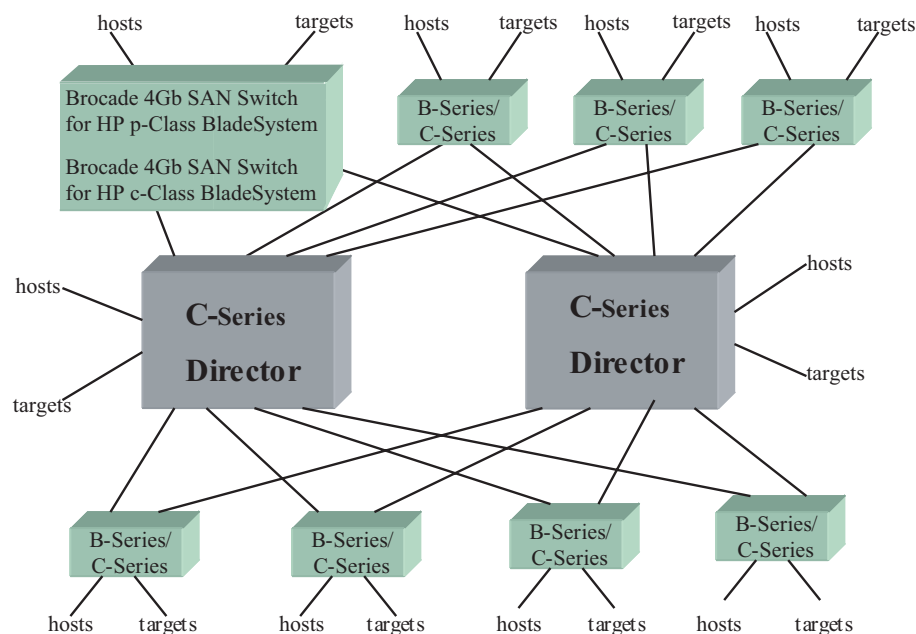 hosts targets hosts targets hosts targets hosts targets
Brocade 4Gb SAN Switch
for HP p-Class BladeSystem
Brocade 4Gb SAN Switch
for HP c-Class BladeSystem
B-Series/
C-Series
B-Series/
C-Series
B-Series/
C-Series
hosts
targets
C-Series
Director
C-Series
Director
hosts
targets
B-Series/
C-Series
B-Series/
C-Series
B-Series/
C-Series
B-Series/
C-Series
hosts targets hosts targets hosts targets hosts targets